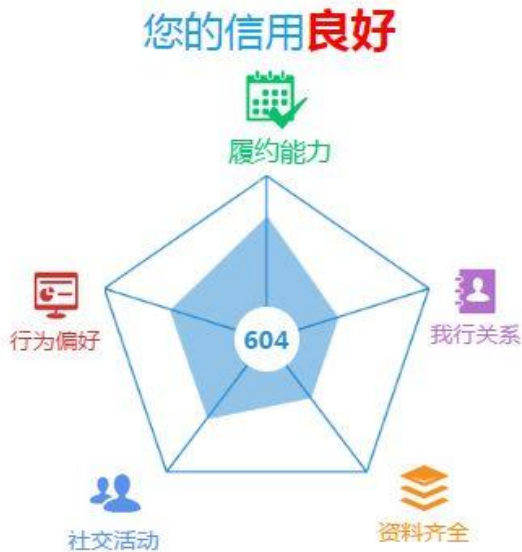 您的信用良好
履约能力
行为偏好
我行关系
604
社交活动
资料齐全